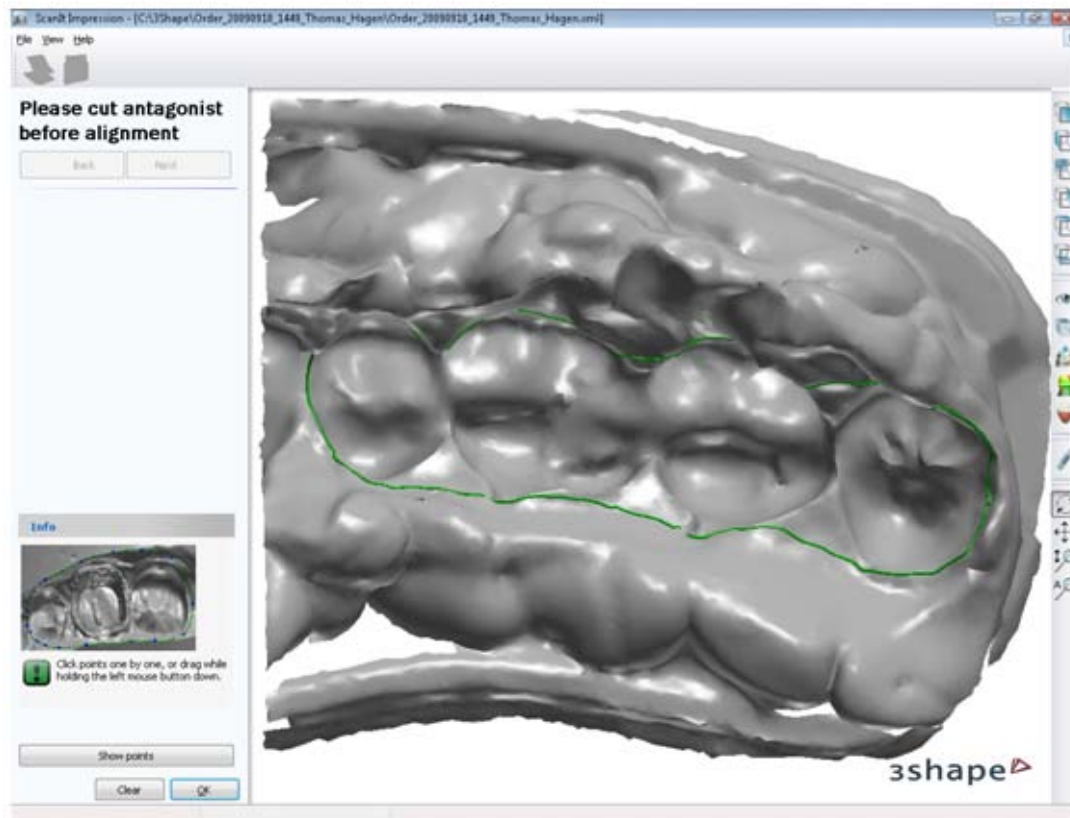 ScanIt Impression - [C:\3Shape\Order_20090918_1449_Thomas_Hagen\Order_20090918_1449_Thomas_Hagen.xml]
File View Help
Please cut antagonist
before alignment
Back Next
Info
Click points one by one, or drag while
holding the left mouse button down.
Show points
Clear OK
3shape